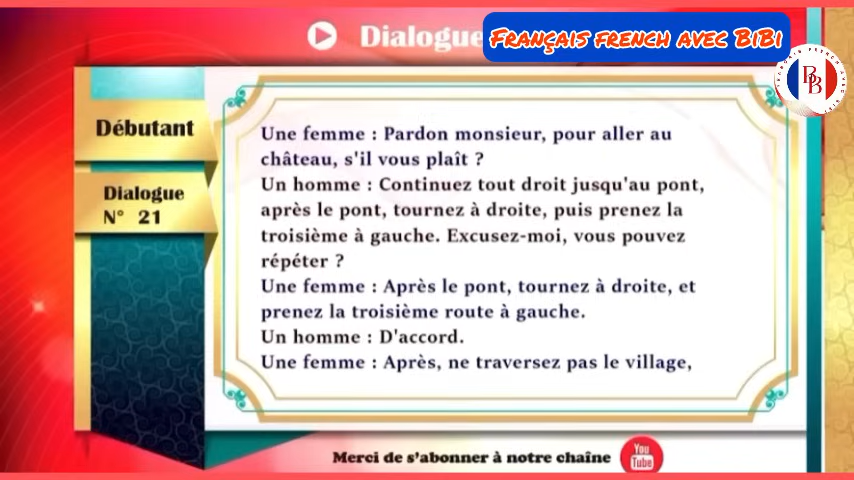 Dialogue
Français french avec BiBi
Débutant
Dialogue
N° 21
Une femme : Pardon monsieur, pour aller au
château, s'il vous plaît ?
Un homme : Continuez tout droit jusqu'au pont,
après le pont, tournez à droite, puis prenez la
troisième à gauche. Excusez-moi, vous pouvez
répéter ?
Une femme : Après le pont, tournez à droite, et
prenez la troisième route à gauche.
Un homme : D'accord.
Une femme : Après, ne traversez pas le village,
Merci de s'abonner à notre chaîne
You
Tube